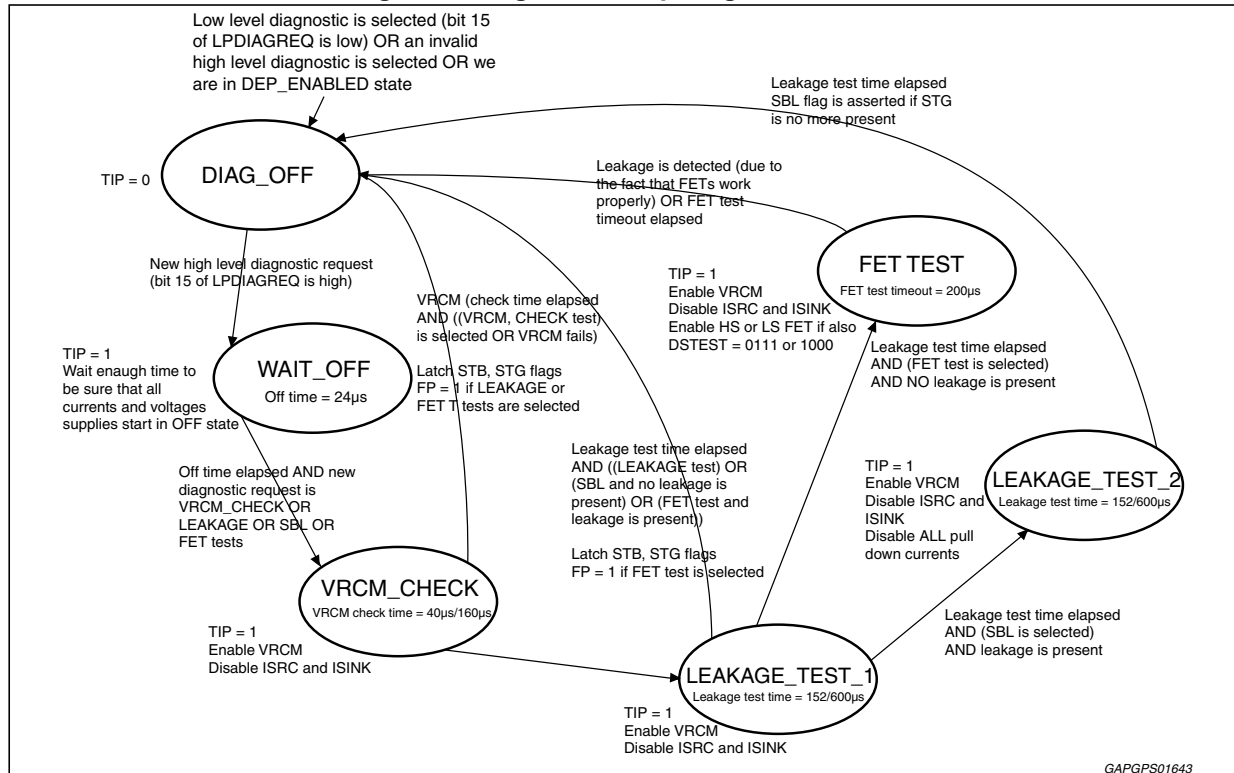 Low level diagnostic is selected (bit 15
of LPDIAGREQ is low) OR an invalid
high level diagnostic is selected OR we
are in DEP_ENABLED state
Leakage test time elapsed
SBL flag is asserted if STG
is no more present
DIAG_OFF
TIP = 0
Leakage is detected (due to
the fact that FETs work
properly) OR FET test
timeout elapsed
New high level diagnostic request
(bit 15 of LPDIAGREQ is high)
FET TEST
FET test timeout = 200µs
TIP = 1
Enable VRCM
Disable ISRC and ISINK
Enable HS or LS FET if also
DSTEST = 0111 or 1000
VRCM (check time elapsed
AND ((VRCM, CHECK test)
is selected OR VRCM fails)
Latch STB, STG flags
FP = 1 if LEAKAGE or
FET T tests are selected
TIP = 1
Wait enaugh time to
be sure that all
currents and voltages
supplies start in OFF state
WAIT_OFF
Off time = 24µs
Leakage test time elapsed
AND (FET test is selected)
AND NO leakage is present
Off time elapsed AND new
diagnostic request is
VRCM_CHECK OR
LEAKAGE OR SBL OR
FET tests
Leakage test time elapsed
AND ((LEAKAGE test) OR
(SBL and no leakage is
present) OR (FET test and
leakage is present))
Latch STB, STG flags
FP = 1 if FET test is selected
TIP = 1
Enable VRCM
Disable ISRC and
ISINK
Disable ALL pull
down currents
LEAKAGE_TEST_2
Leakage test time = 152/600µs
VRCM_CHECK
VRCM check time = 40µs/160µs
TIP = 1
Enable VRCM
Disable ISRC and ISINK
Leakage test time elapsed
AND (SBL is selected)
AND leakage is present
LEAKAGE_TEST_1
Leakage test time = 152/600µs
TIP = 1
Enable VRCM
Disable ISRC and ISINK
GAPGPS01643